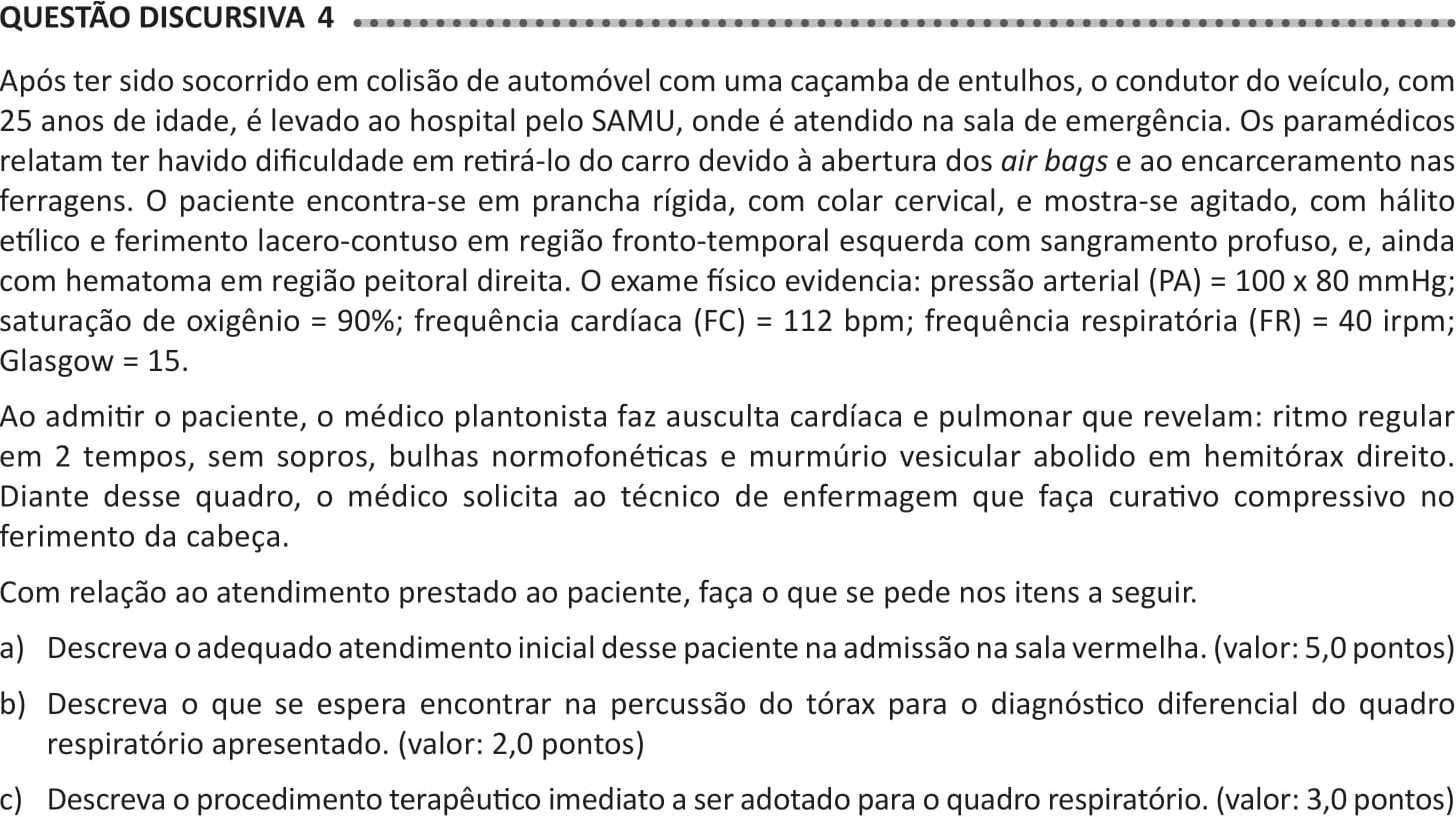 QUESTÃO DISCURSIVA 4
Após ter sido socorrido em colisão de automóvel com uma caçamba de entulhos, o condutor do veículo, com
25 anos de idade, é levado ao hospital pelo SAMU, onde é atendido na sala de emergência. Os paramédicos
relatam ter havido dificuldade em retirá-lo do carro devido à abertura dos air bags e ao encarceramento nas
ferragens. O paciente encontra-se em prancha rígida, com colar cervical, e mostra-se agitado, com hálito
etílico e ferimento lacero-contuso em região fronto-temporal esquerda com sangramento profuso, e, ainda
com hematoma em região peitoral direita. O exame físico evidencia: pressão arterial (PA) = 100 x 80 mmHg;
saturação de oxigênio = 90%; frequência cardíaca (FC) = 112 bpm; frequência respiratória (FR) = 40 irpm;
Glasgow = 15.
Ao admitir o paciente, o médico plantonista faz ausculta cardíaca e pulmonar que revelam: ritmo regular
em 2 tempos, sem sopros, bulhas normofonéticas e murmúrio vesicular abolido em hemitórax direito.
Diante desse quadro, o médico solicita ao técnico de enfermagem que faça curativo compressivo no
ferimento da cabeça.
Com relação ao atendimento prestado ao paciente, faça o que se pede nos itens a seguir.
a) Descreva o adequado atendimento inicial desse paciente na admissão na sala vermelha. (valor: 5,0 pontos)
b) Descreva o que se espera encontrar na percussão do tórax para o diagnóstico diferencial do quadro
respiratório apresentado. (valor: 2,0 pontos)
c) Descreva o procedimento terapêutico imediato a ser adotado para o quadro respiratório. (valor: 3,0 pontos)